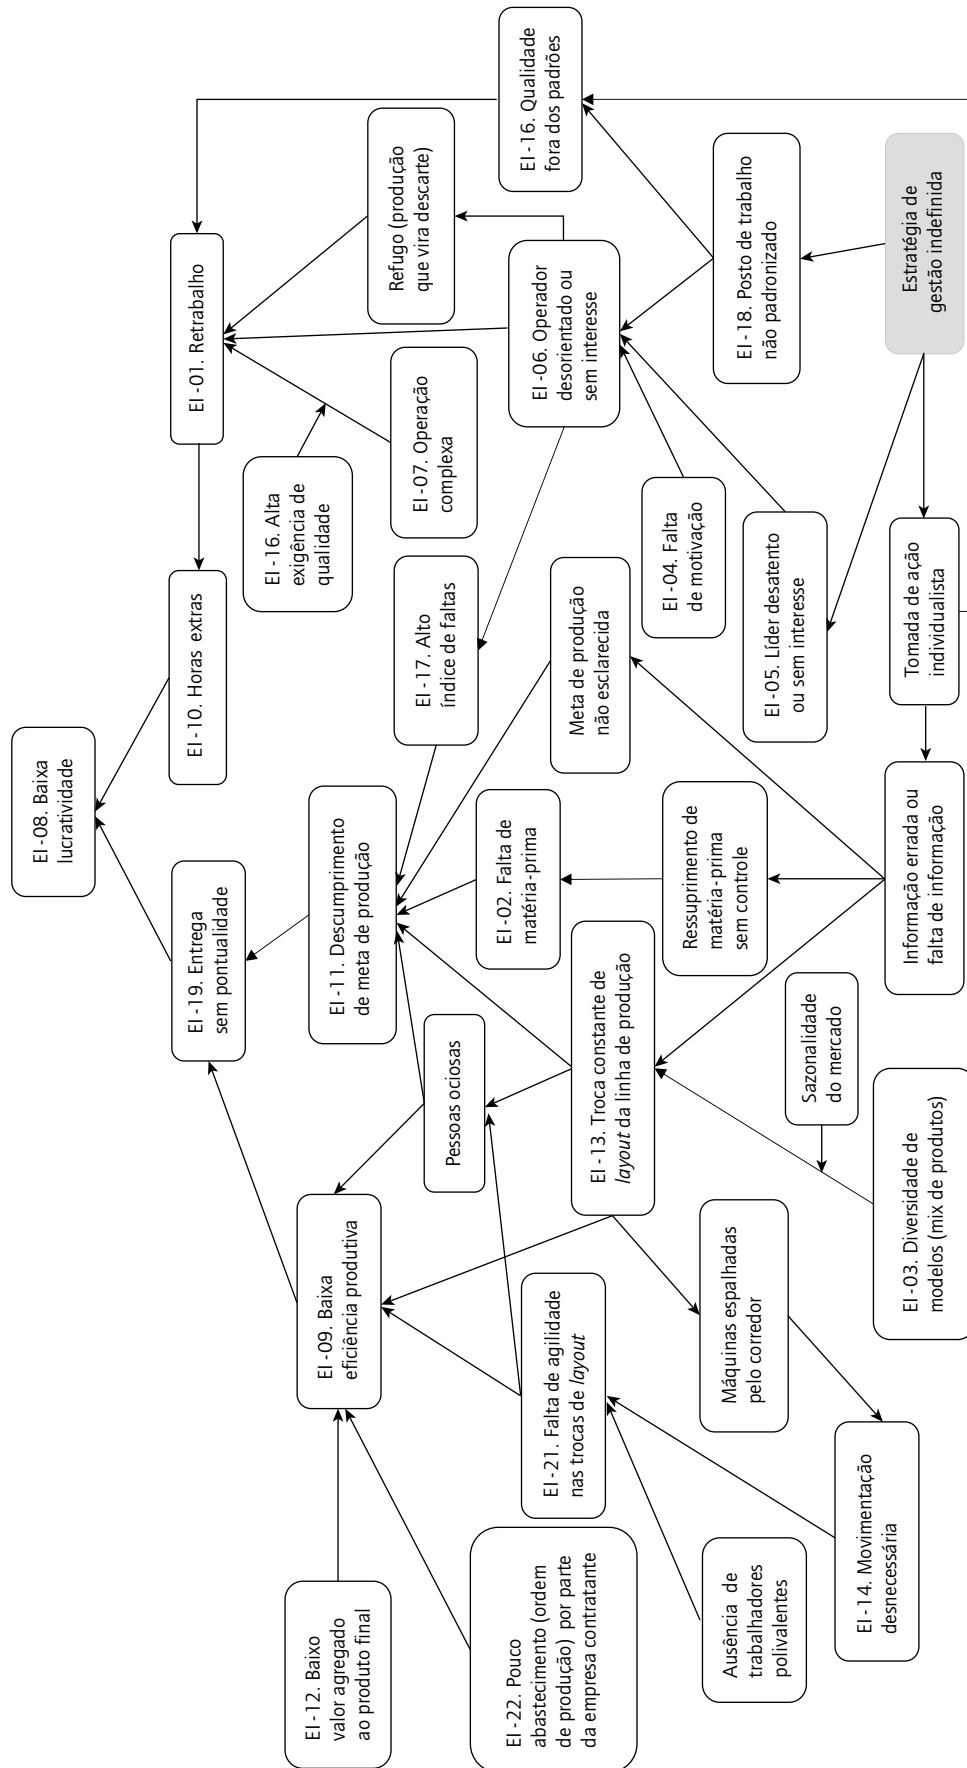 EI-08. Baixa
lucratividade
EI-19. Entrega
sem pontualidade
EI-10. Horas extras
EI-01. Retrabalho
EI-12. Baixo
valor agregado
ao produto final
EI-09. Baixa
eficiência produtiva
EI-11. Descumprimento
de meta de produção
EI-16. Alta
exigência de
qualidade
Refugo (produção
que vira descarte)
EI-22. Pouco
abastecimento (ordem
de produção) por parte
da empresa contratante
Pessoas ociosas
EI-17. Alto
índice de faltas
EI-07. Operação
complexa
EI-16. Qualidade
fora dos padrões
EI-21. Falta de agilidade
nas trocas de layout
EI-02. Falta de
matéria-prima
Meta de produção
não esclarecida
EI-06. Operador
desorientado ou
sem interesse
EI-13. Troca constante de
layout da linha de produção
Ausência de
trabalhadores
polivalentes
Máquinas espalhadas
pelo corredor
Ressuprimento de
matéria-prima
sem controle
EI-04. Falta
de motivação
EI-18. Posto de trabalho
não padronizado
EI-14. Movimentação
desnecessária
Sazonalidade
do mercado
EI-05. Líder desatento
ou sem interesse
EI-03. Diversidade de
modelos (mix de produtos)
Informação errada ou
falta de informação
Tomada de ação
individualista
Estratégia de
gestão indefinida